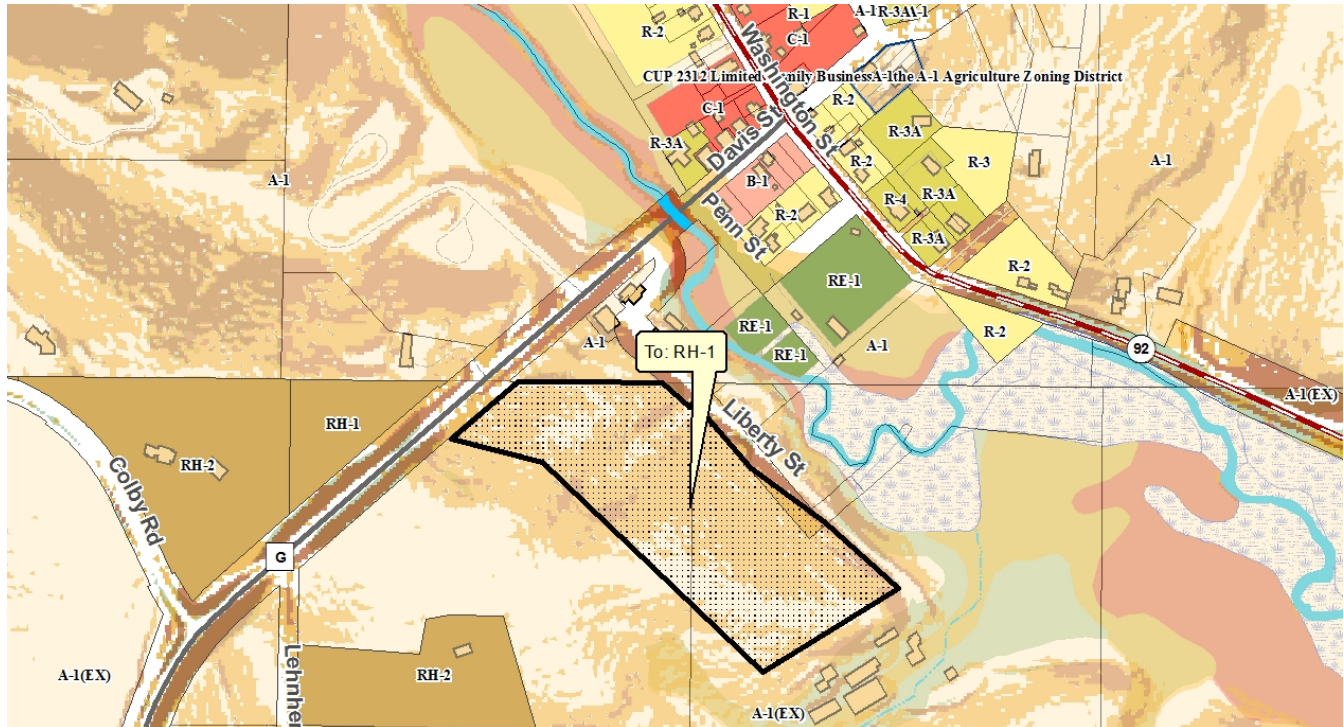 R-1
A-1
R-3A
A-1
R-2
C-1
Washington St
CUP 2312 Limited Family Business
A-1
the A-1 Agriculture Zoning District
R-2
C-1
Davis St
R-3A
R-3A
R-2
R-3
A-1
A-1
B-1
R-4
R-3A
Penn St
R-2
R-3A
R-2
RE-1
R-2
RE-1
A-1
To: RH-1
RE-1
A-1
92
A-1(EX)
Liberty St
RH-1
RH-2
Colby Rd
G
Lehnher
RH-2
A-1(EX)
A-1(EX)